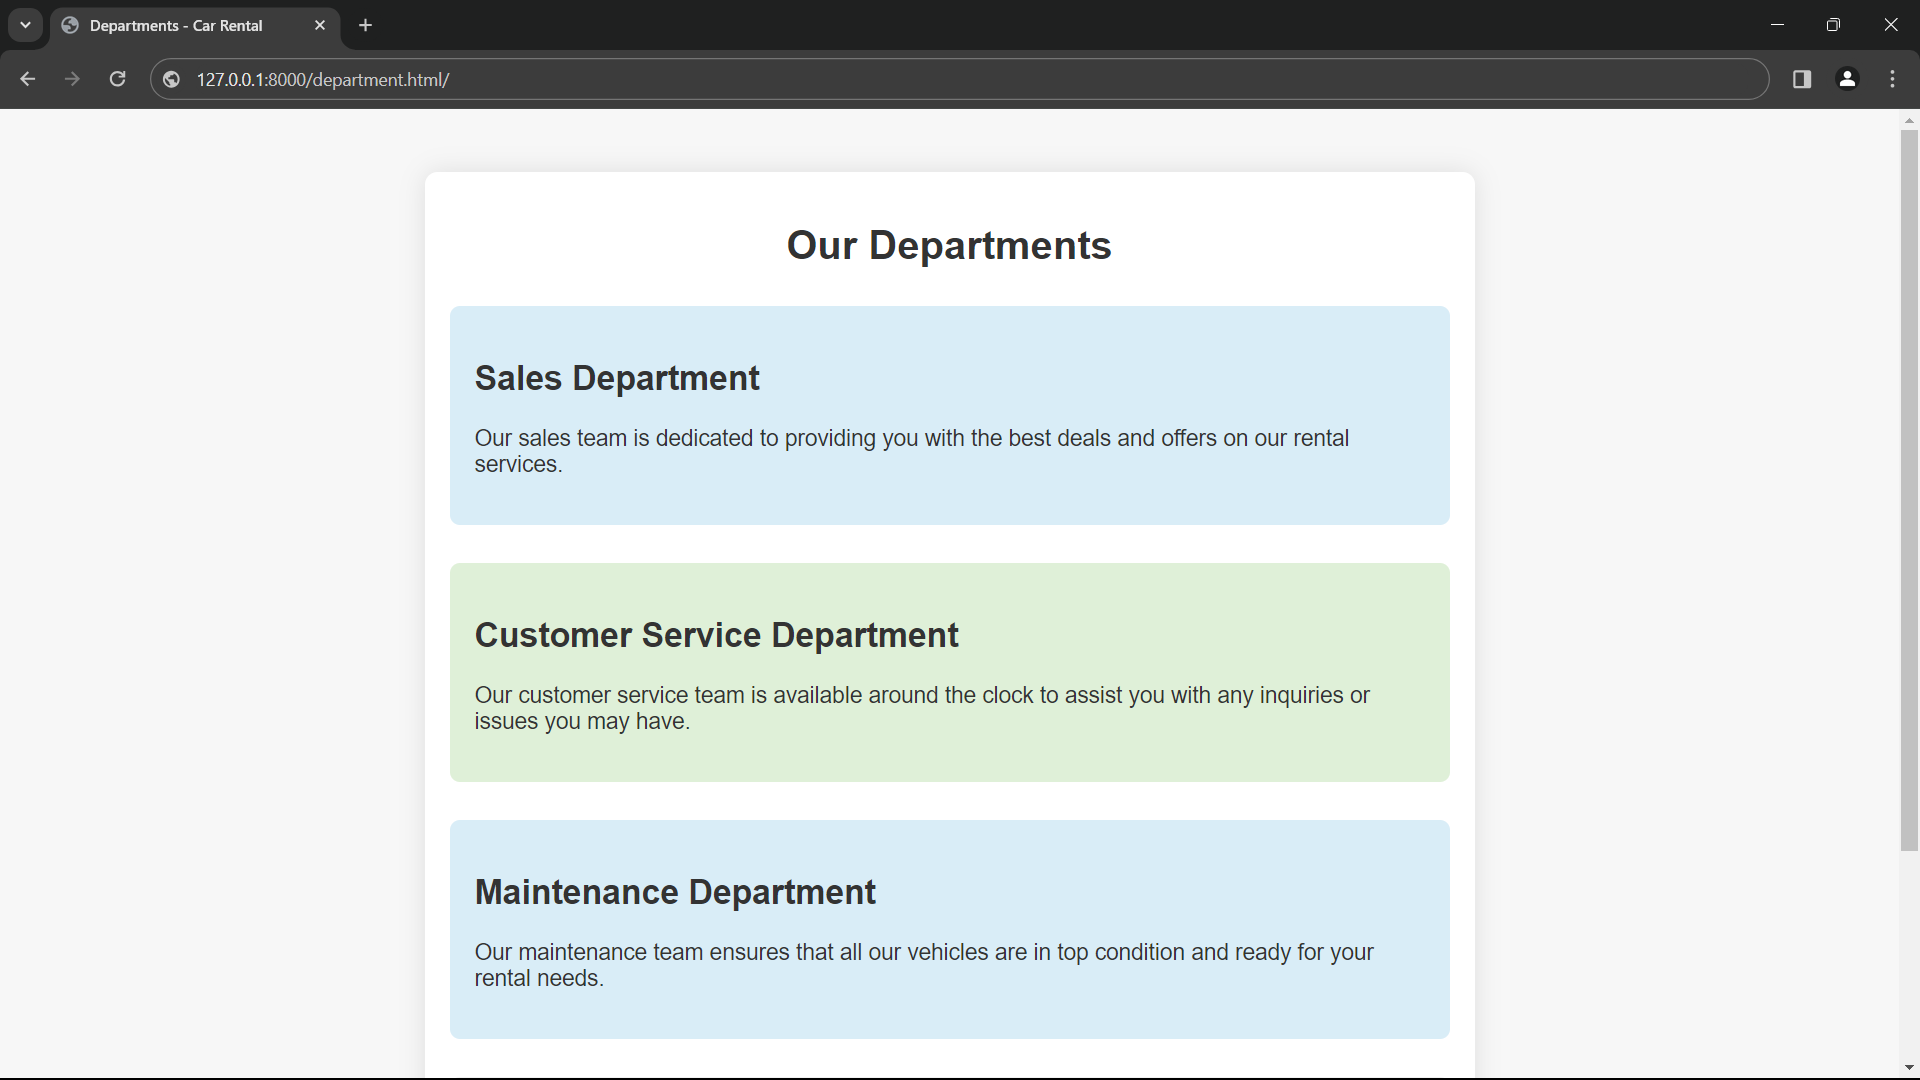 Departments - Car Rental
127.0.0.1:8000/department.html/
Our Departments
Sales Department
Our sales team is dedicated to providing you with the best deals and offers on our rental
services.
Customer Service Department
Our customer service team is available around the clock to assist you with any inquiries or
issues you may have.
Maintenance Department
Our maintenance team ensures that all our vehicles are in top condition and ready for your
rental needs.